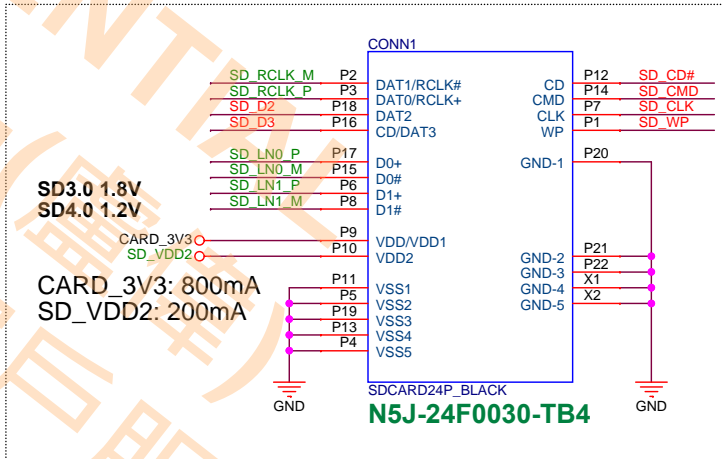 CONN1
SD_RCLK_M P2 DAT1/RCLK# CD P12 SD_CD#
SD_RCLK_P P3 DAT0/RCLK+ CMD P14 SD_CMD
SD_D2 P18 DAT2 CLK P7 SD_CLK
SD_D3 P16 CD/DAT3 WP P1 SD_WP
SD_LN0_P P17 D0+ GND-1 P20
SD_LN0_M P15 D0#
SD_LN1_P P6 D1+
SD_LN1_M P8 D1#
SD3.0 1.8V
SD4.0 1.2V
CARD_3V3 P9 VDD/VDD1
SD_VDD2 P10 VDD2 GND-2 P21
GND-3 P22
GND-4 X1
GND-5 X2
CARD_3V3: 800mA
SD_VDD2: 200mA
P11 VSS1
P5 VSS2
P19 VSS3
P13 VSS4
P4 VSS5
GND
GND
SDCARD24P_BLACK
N5J-24F0030-TB4
NTIAL
(盧偉)